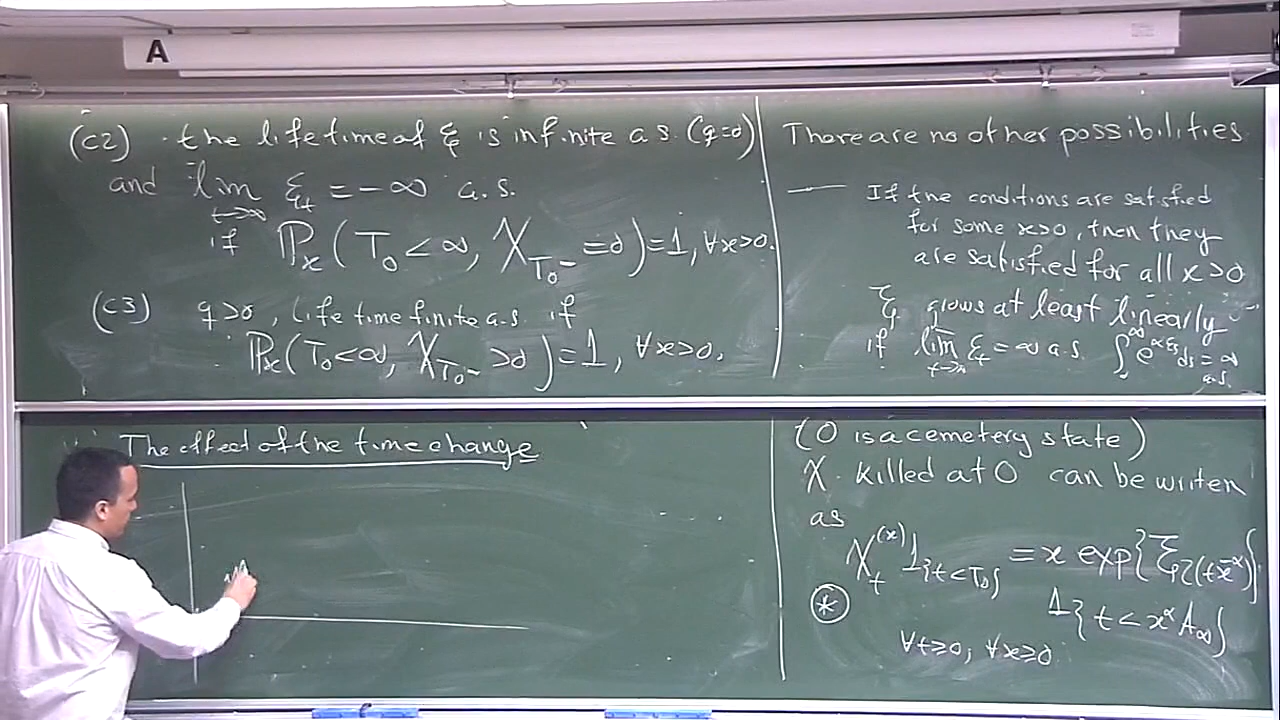 A
(C2) · the lifetime of ξ is infinite a.s. (q=0)
and lim ξ_t = -∞ a.s.
t→∞
if ℙ_x(T_0 < ∞, X_{T_0-} = 0) = 1, ∀x>0.
(C3) q>0, Life time finite a.s. if
ℙ_x(T_0<∞, X_{T_0-} >0) = 1, ∀x>0.
There are no other possibilities.
— If the conditions are satisfied
for some x>0, then they
are satisfied for all x>0
ξ grows at least linearly
if lim ξ_t = ∞ a.s. ∫_0^∞ e^{αξ_s} ds = ∞
t→∞ a.s.
The effect of the time change
(0 is a cemetery state)
X · killed at 0 can be writen
as
X_t^{(x)} 1_{{t<T_0}} = x exp{ξ_{τ(tx^{-α})}}
⊛ 1{t < x^α A_∞}
∀t≥0, ∀x≥0